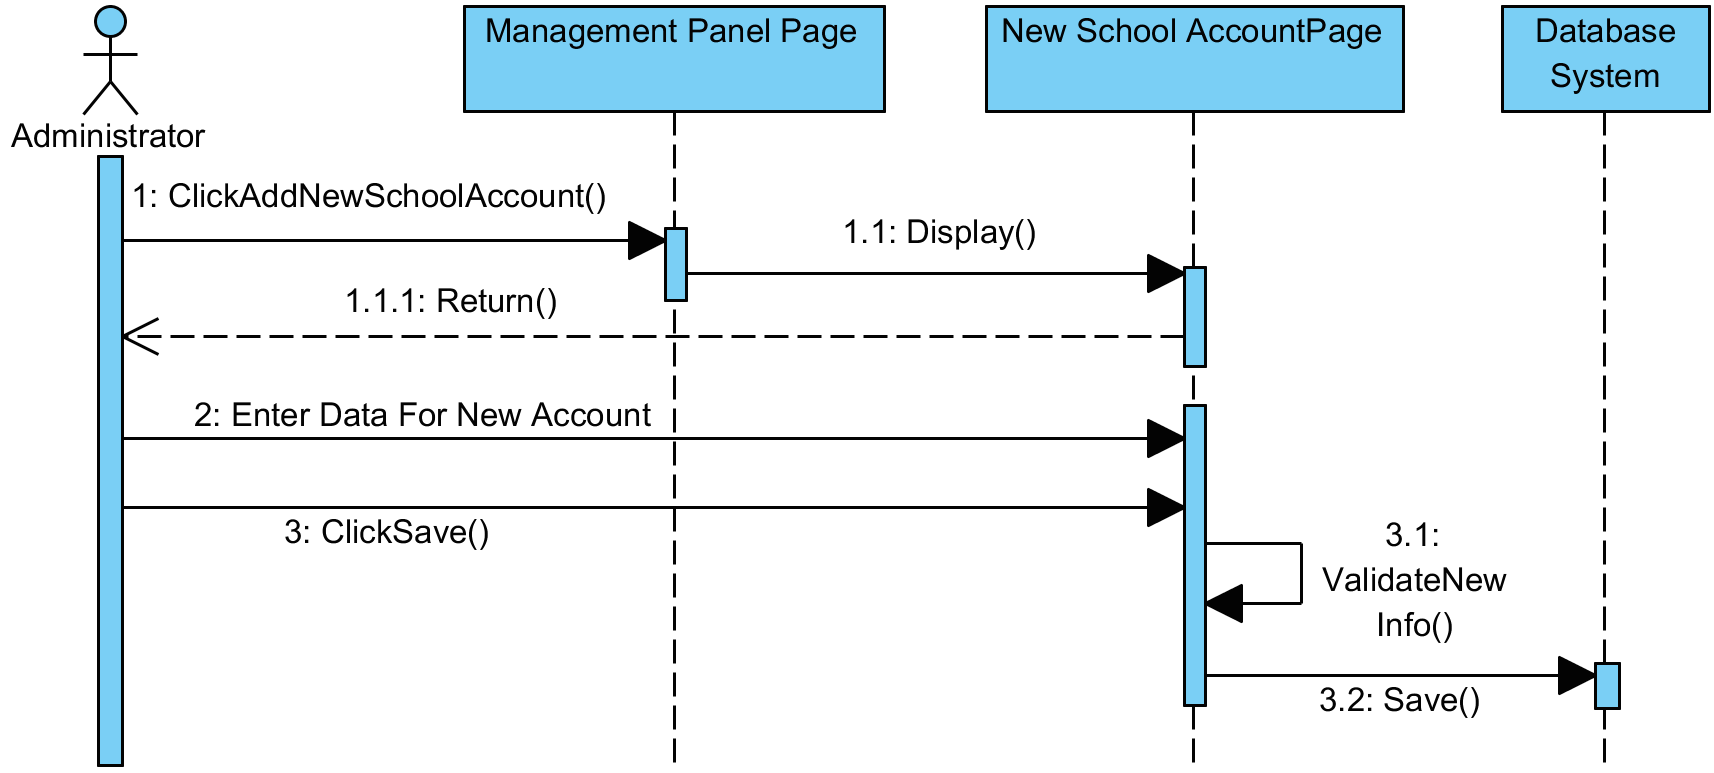 Administrator
Management Panel Page
New School AccountPage
Database
System
1: ClickAddNewSchoolAccount()
1.1: Display()
1.1.1: Return()
2: Enter Data For New Account
3: ClickSave()
3.1:
ValidateNew
Info()
3.2: Save()